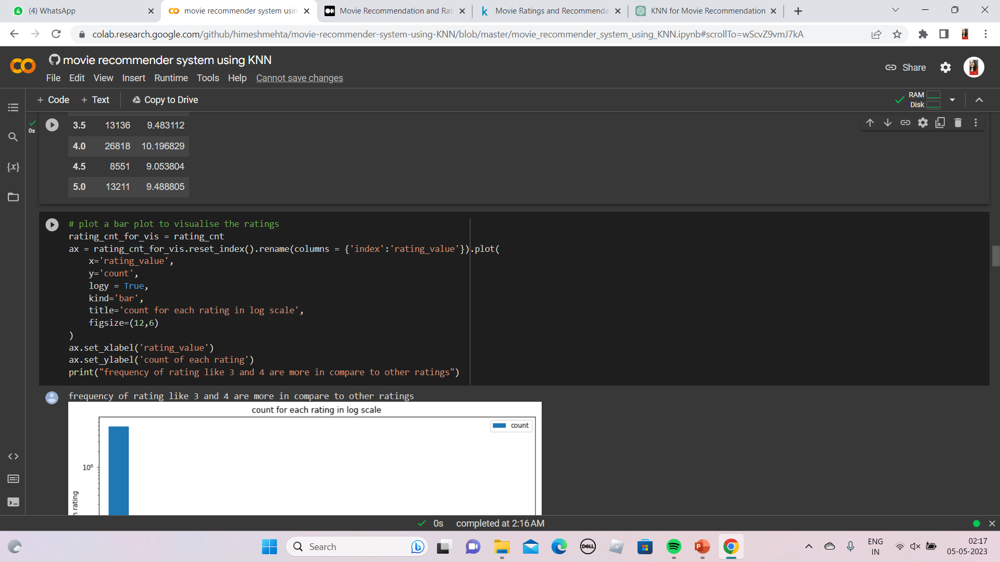 (4) WhatsApp
movie recommender system usin
Movie Recommendation and Rati
Movie Ratings and Recommenda
KNN for Movie Recommendation
colab.research.google.com/github/himeshmehta/movie-recommender-system-using-KNN/blob/master/movie_recommender_system_using_KNN.ipynb#scrollTo=wScvZ9vmJ7kA
movie recommender system using KNN
File Edit View Insert Runtime Tools Help Cannot save changes
Share
+ Code + Text Copy to Drive
RAM
Disk
0s
3.5 13136 9.483112
4.0 26818 10.196829
4.5 8551 9.053804
5.0 13211 9.488805
{x}
# plot a bar plot to visualise the ratings
rating_cnt_for_vis = rating_cnt
ax = rating_cnt_for_vis.reset_index().rename(columns = {'index':'rating_value'}).plot(
x='rating_value',
y='count',
logy = True,
kind='bar',
title='count for each rating in log scale',
figsize=(12,6)
)
ax.set_xlabel('rating_value')
ax.set_ylabel('count of each rating')
print("frequency of rating like 3 and 4 are more in compare to other ratings")
frequency of rating like 3 and 4 are more in compare to other ratings
count for each rating in log scale
count
10⁶
h rating
0s completed at 2:16 AM
Search
DELL
ENG
IN
02:17
05-05-2023